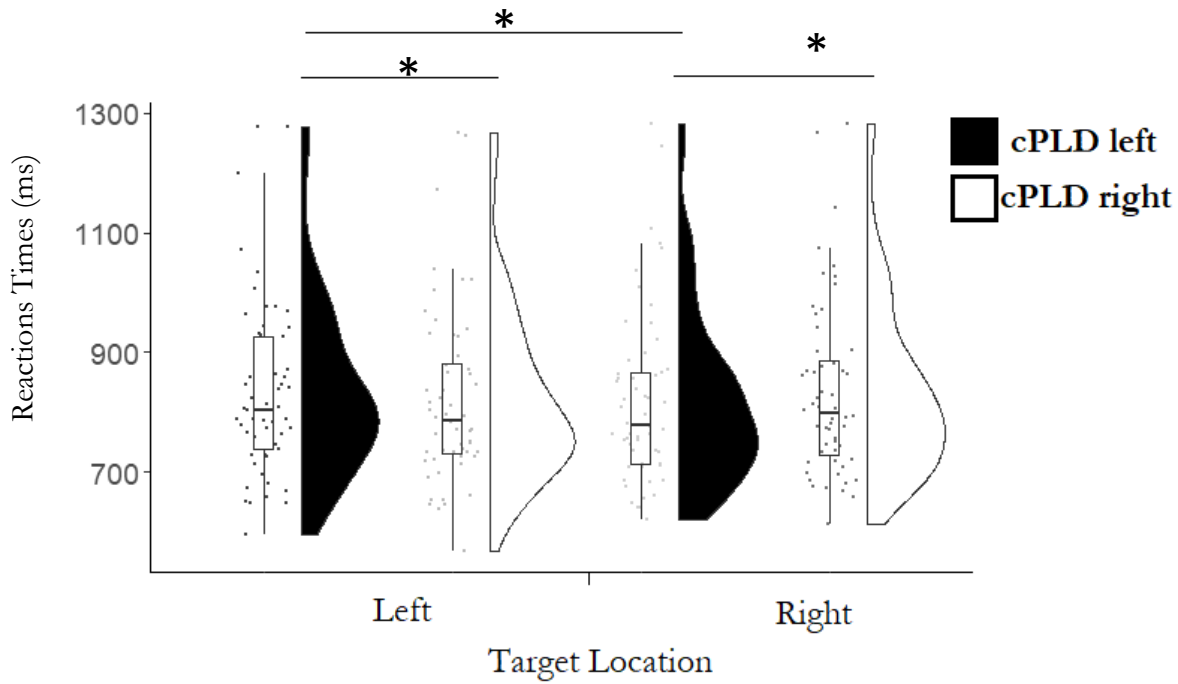 *
*
*
1300
1100
900
700
Reactions Times (ms)
cPLD left
cPLD right
Left
Right
Target Location